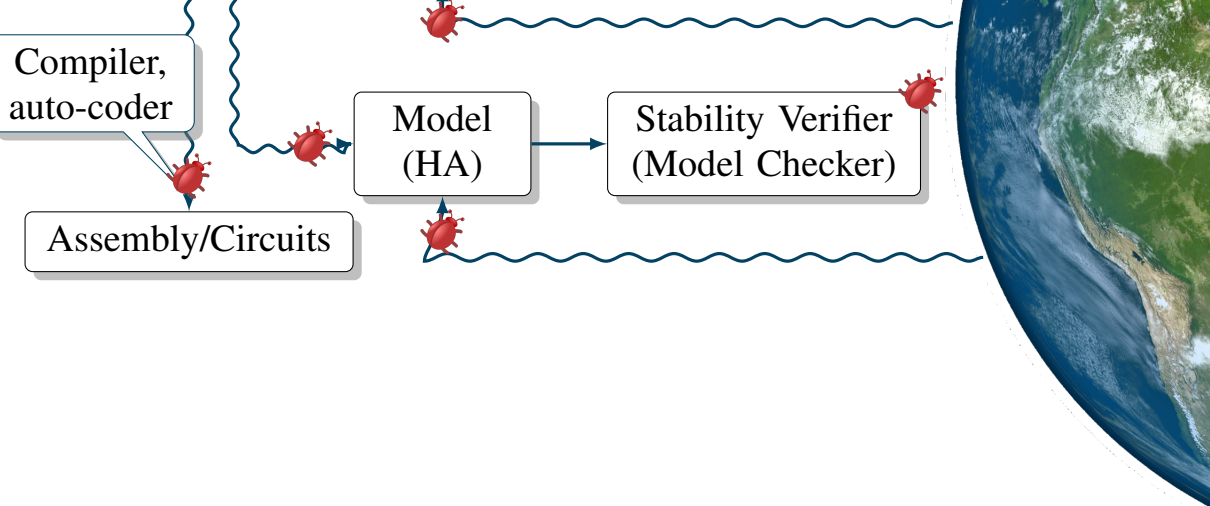 Compiler,
auto-coder
Model
(HA)
Stability Verifier
(Model Checker)
Assembly/Circuits